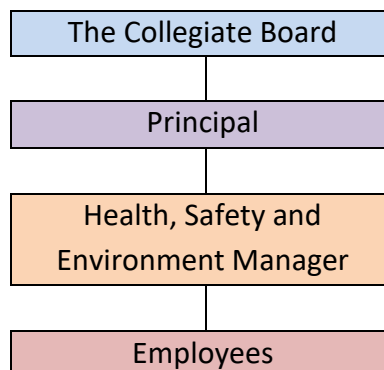 The Collegiate Board
Principal
Health, Safety and
Environment Manager
Employees